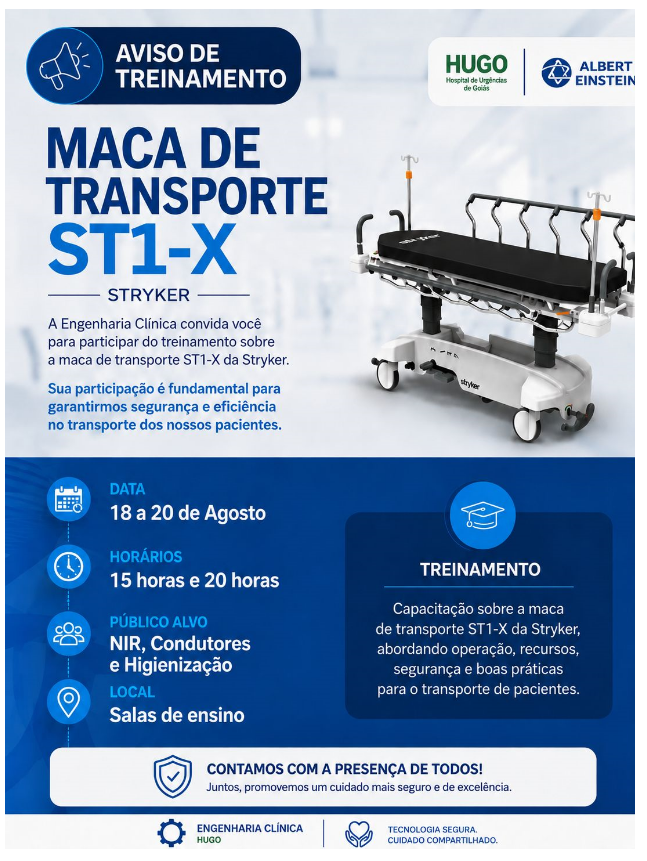 AVISO DE
TREINAMENTO
HUGO
Hospital de Urgências
de Goiás
ALBERT
EINSTEIN
MACA DE
TRANSPORTE
ST1-X
STRYKER
A Engenharia Clínica convida você
para participar do treinamento sobre
a maca de transporte ST1-X da Stryker.
Sua participação é fundamental para
garantirmos segurança e eficiência
no transporte dos nossos pacientes.
stryker
stryker
DATA
18 a 20 de Agosto
HORÁRIOS
15 horas e 20 horas
PÚBLICO ALVO
NIR, Condutores
e Higienização
LOCAL
Salas de ensino
TREINAMENTO
Capacitação sobre a maca
de transporte ST1-X da Stryker,
abordando operação, recursos,
segurança e boas práticas
para o transporte de pacientes.
CONTAMOS COM A PRESENÇA DE TODOS!
Juntos, promovemos um cuidado mais seguro e de excelência.
ENGENHARIA CLÍNICA
HUGO
TECNOLOGIA SEGURA.
CUIDADO COMPARTILHADO.